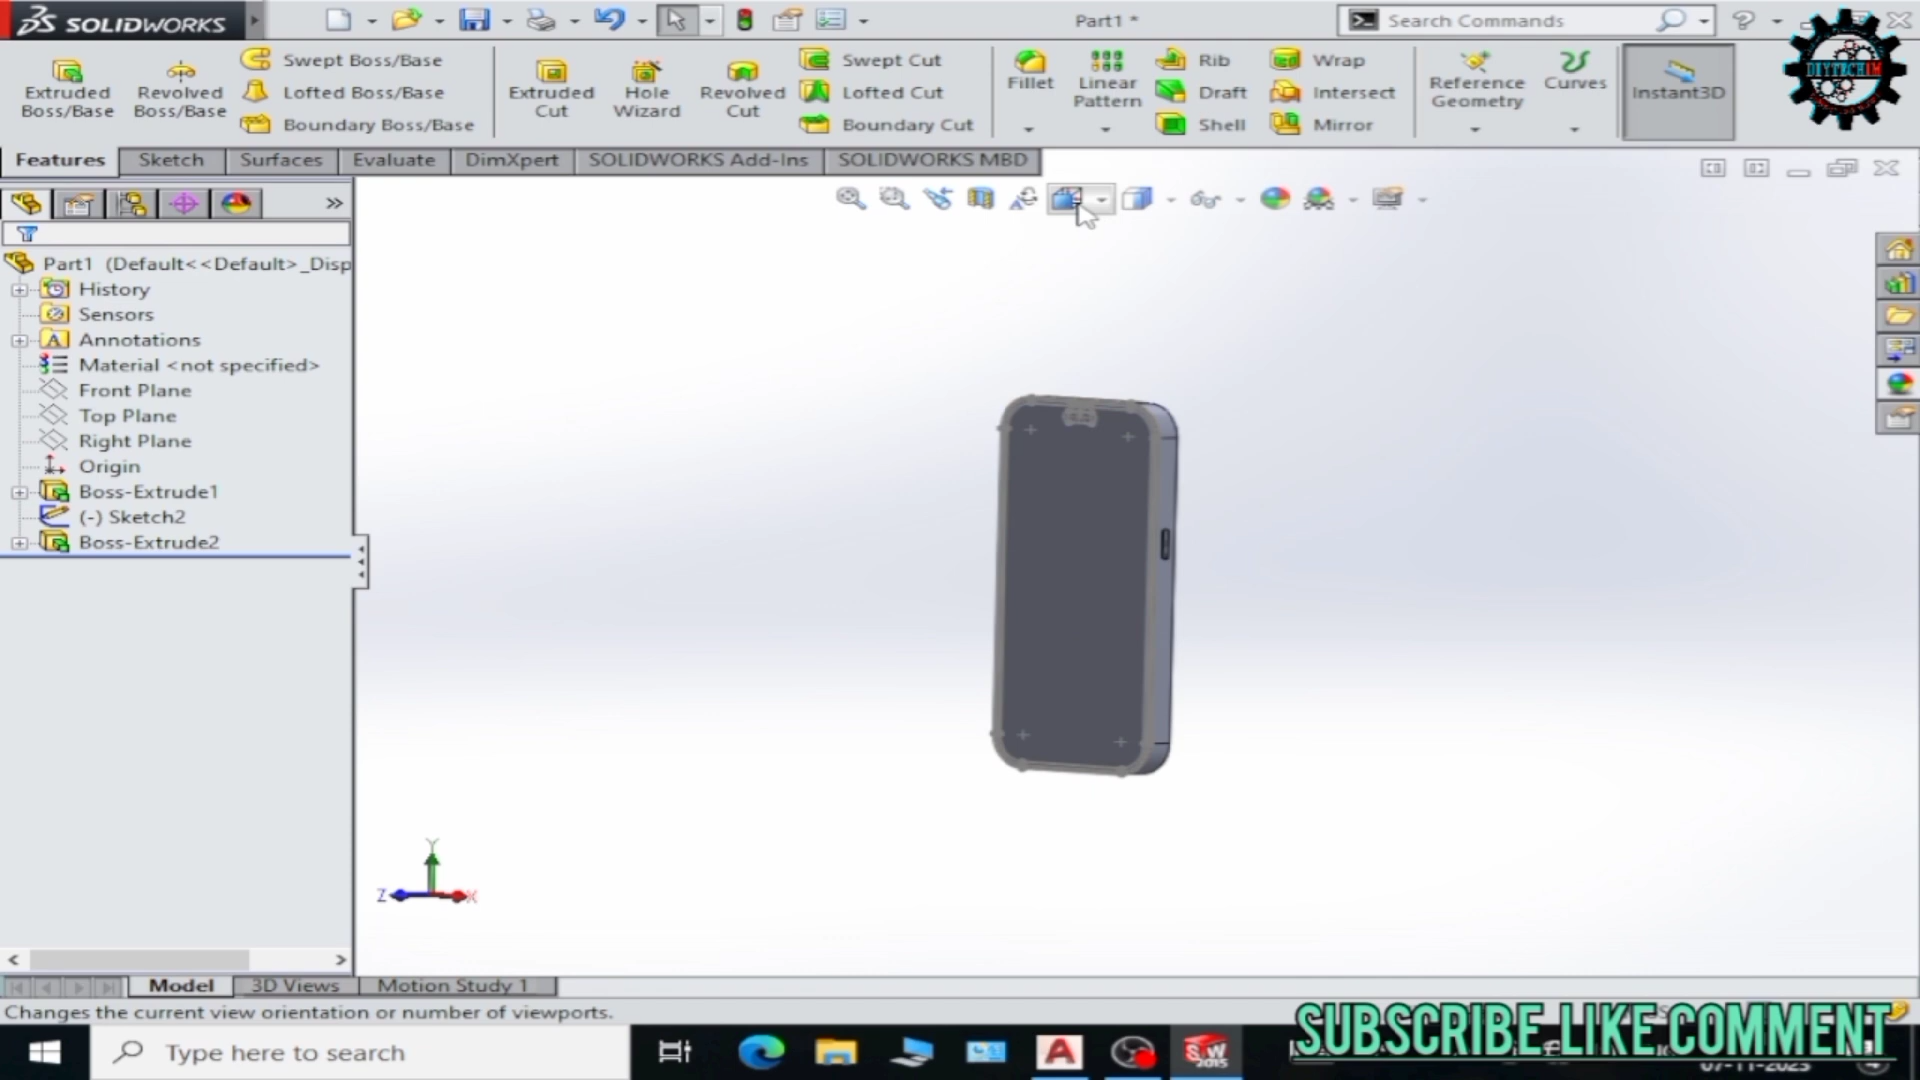 SOLIDWORKS
Part1 *
Search Commands
Extruded Boss/Base
Revolved Boss/Base
Swept Boss/Base
Lofted Boss/Base
Boundary Boss/Base
Extruded Cut
Hole Wizard
Revolved Cut
Swept Cut
Lofted Cut
Boundary Cut
Fillet
Linear Pattern
Rib
Draft
Shell
Wrap
Intersect
Mirror
Reference Geometry
Curves
Instant3D
DIYTECH1M
Features
Sketch
Surfaces
Evaluate
DimXpert
SOLIDWORKS Add-Ins
SOLIDWORKS MBD
Part1 (Default<<Default>_Disp
History
Sensors
Annotations
Material <not specified>
Front Plane
Top Plane
Right Plane
Origin
Boss-Extrude1
(-) Sketch2
Boss-Extrude2
Y
Z
X
Model
3D Views
Motion Study 1
Changes the current view orientation or number of viewports.
SUBSCRIBE LIKE COMMENT
Type here to search
07-11-2023